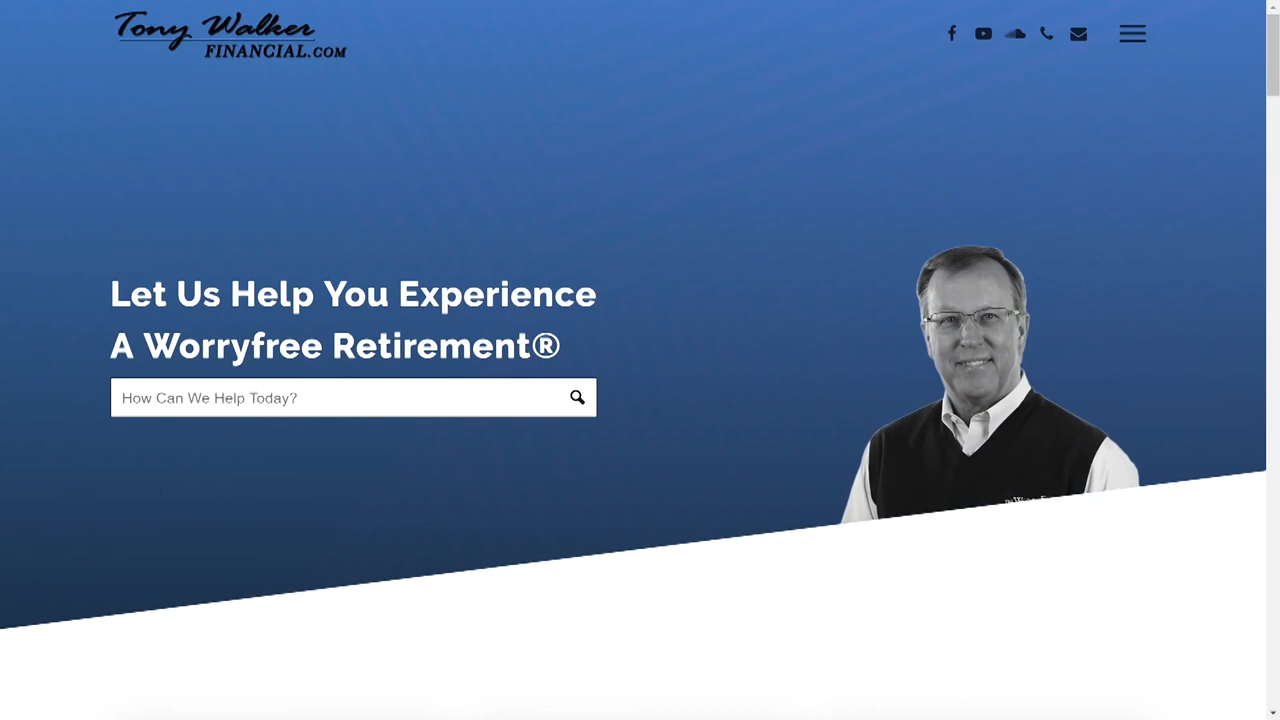 Tony Walker
FINANCIAL.COM
Let Us Help You Experience
A Worryfree Retirement®
How Can We Help Today?